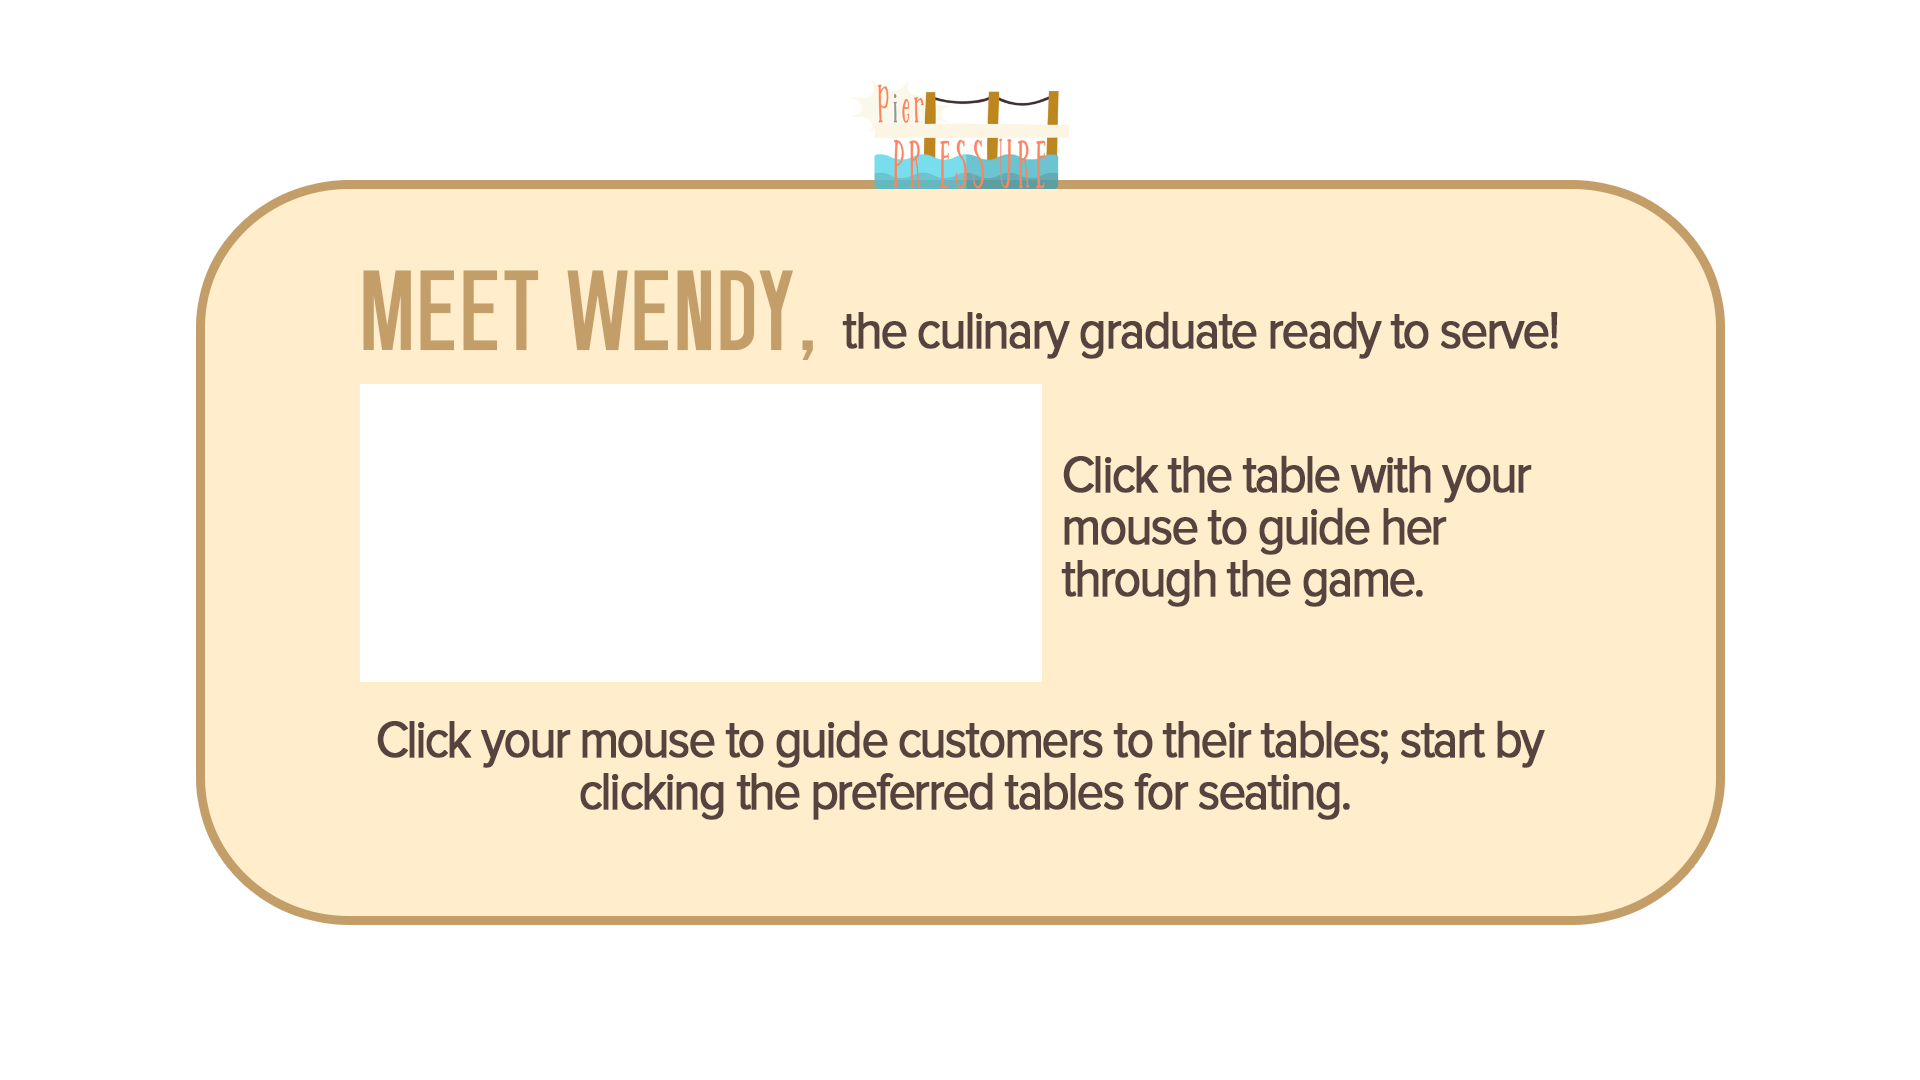 Pier
PRESSURE
MEET WENDY, the culinary graduate ready to serve!
Click the table with your
mouse to guide her
through the game.
Click your mouse to guide customers to their tables; start by
clicking the preferred tables for seating.